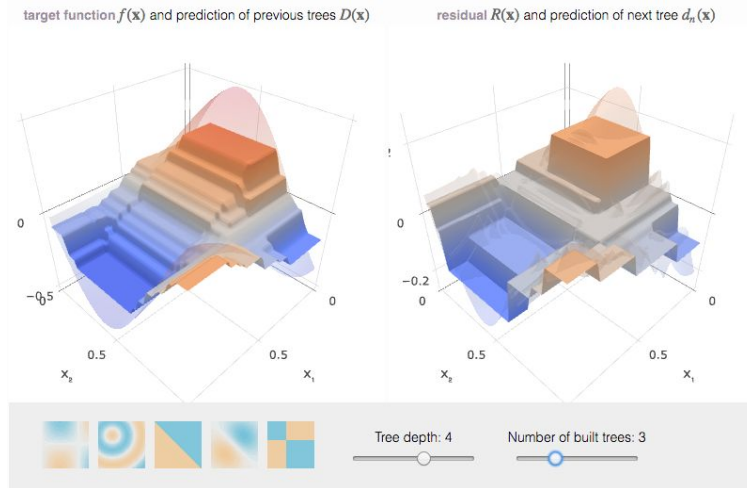 target function f(x) and prediction of previous trees D(x)
residual R(x) and prediction of next tree dₙ(x)
0
0
-0.2
0
0
0
0.5
0.5
0.5
0.5
x₂
x₁
x₂
x₁
Tree depth: 4
Number of built trees: 3